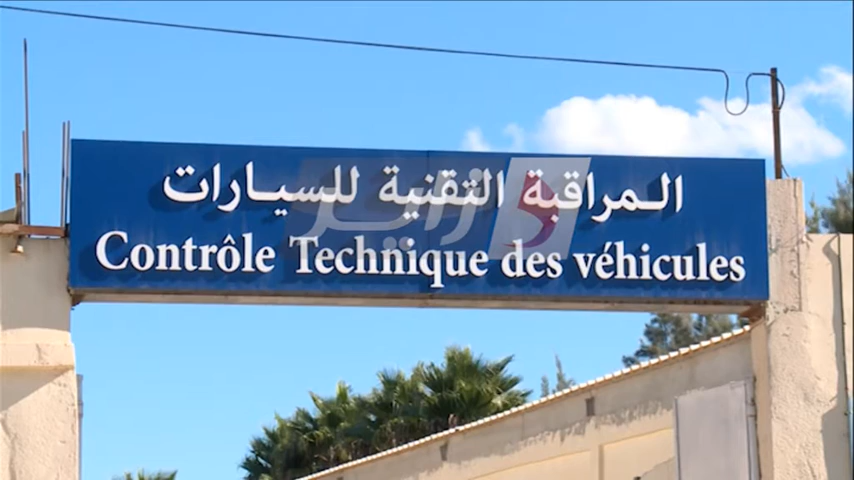 المراقبة التقنية للسيارات
Contrôle Technique des véhicules